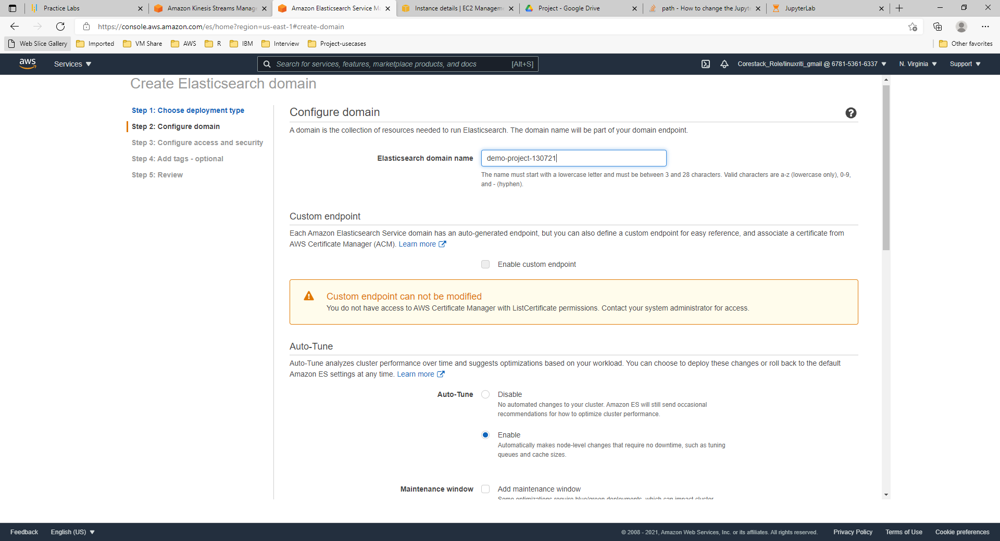 Practice Labs
Amazon Kinesis Streams Manag
Amazon Elasticsearch Service M
Instance details | EC2 Managem
Project - Google Drive
path - How to change the Jupyt
JupyterLab
https://console.aws.amazon.com/es/home?region=us-east-1#create-domain
Web Slice Gallery
Imported
VM Share
AWS
R
IBM
Interview
Project-usecases
Other favorites
aws
Services
Search for services, features, marketplace products, and docs
[Alt+S]
Corestack_Role/linuxriti_gmail @ 6781-5361-6337
N. Virginia
Support
Create Elasticsearch domain
Step 1: Choose deployment type
Step 2: Configure domain
Step 3: Configure access and security
Step 4: Add tags - optional
Step 5: Review
Configure domain
A domain is the collection of resources needed to run Elasticsearch. The domain name will be part of your domain endpoint.
Elasticsearch domain name
demo-project-130721
The name must start with a lowercase letter and must be between 3 and 28 characters. Valid characters are a-z (lowercase only), 0-9,
and - (hyphen).
Custom endpoint
Each Amazon Elasticsearch Service domain has an auto-generated endpoint, but you can also define a custom endpoint for easy reference, and associate a certificate from
AWS Certificate Manager (ACM). Learn more
Enable custom endpoint
Custom endpoint can not be modified
You do not have access to AWS Certificate Manager with ListCertificate permissions. Contact your system administrator for access.
Auto-Tune
Auto-Tune analyzes cluster performance over time and suggests optimizations based on your workload. You can choose to deploy these changes or roll back to the default
Amazon ES settings at any time. Learn more
Auto-Tune
Disable
No automated changes to your cluster. Amazon ES will still send occasional
recommendations for how to optimize cluster performance.
Enable
Automatically makes node-level changes that require no downtime, such as tuning
queues and cache sizes.
Maintenance window
Add maintenance window
Some optimizations require blue/green deployments, which can impact cluster
Feedback
English (US)
© 2008 - 2021, Amazon Web Services, Inc. or its affiliates. All rights reserved.
Privacy Policy
Terms of Use
Cookie preferences